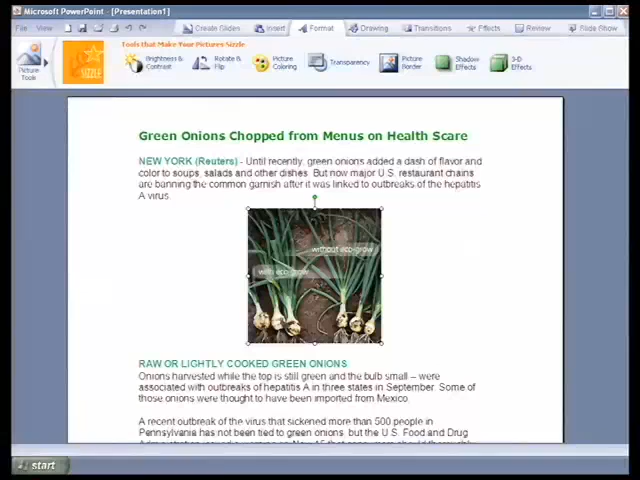 Microsoft PowerPoint - [Presentation1]
File View Create Slides Insert Format Drawing Transitions Effects Review Slide Show
Tools that Make Your Pictures Sizzle
Picture Tools
SIZZLE
Brightness & Contrast
Rotate & Flip
Picture Coloring
Transparency
Picture Border
Shadow Effects
3-D Effects
Green Onions Chopped from Menus on Health Scare
NEW YORK (Reuters) - Until recently, green onions added a dash of flavor and
color to soups, salads and other dishes. But now major U.S. restaurant chains
are banning the common garnish after it was linked to outbreaks of the hepatitis
A virus.
without eco-grow
with eco-grow
RAW OR LIGHTLY COOKED GREEN ONIONS
Onions harvested while the top is still green and the bulb small – were
associated with outbreaks of hepatitis A in three states in September. Some of
those onions were thought to have been imported from Mexico.
A recent outbreak of the virus that sickened more than 500 people in
Pennsylvania has not been tied to green onions, but the U.S. Food and Drug
start